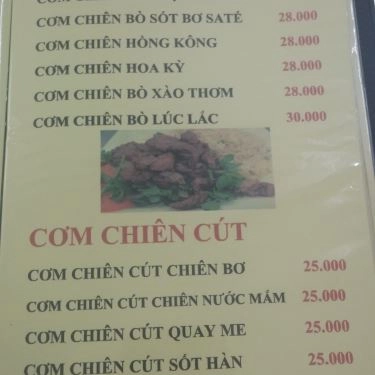 CƠM CHIÊN BÒ SÓT BƠ SATÉ 28.000
CƠM CHIÊN HỒNG KÔNG 28.000
CƠM CHIÊN HOA KỲ 28.000
CƠM CHIÊN BÒ XÀO THƠM 28.000
CƠM CHIÊN BÒ LÚC LẮC 30.000
CƠM CHIÊN CÚT
CƠM CHIÊN CÚT CHIÊN BƠ 25.000
CƠM CHIÊN CÚT CHIÊN NƯỚC MẮM 25.000
CƠM CHIÊN CÚT QUAY ME 25.000
CƠM CHIÊN CÚT SỐT HÀN 25.000